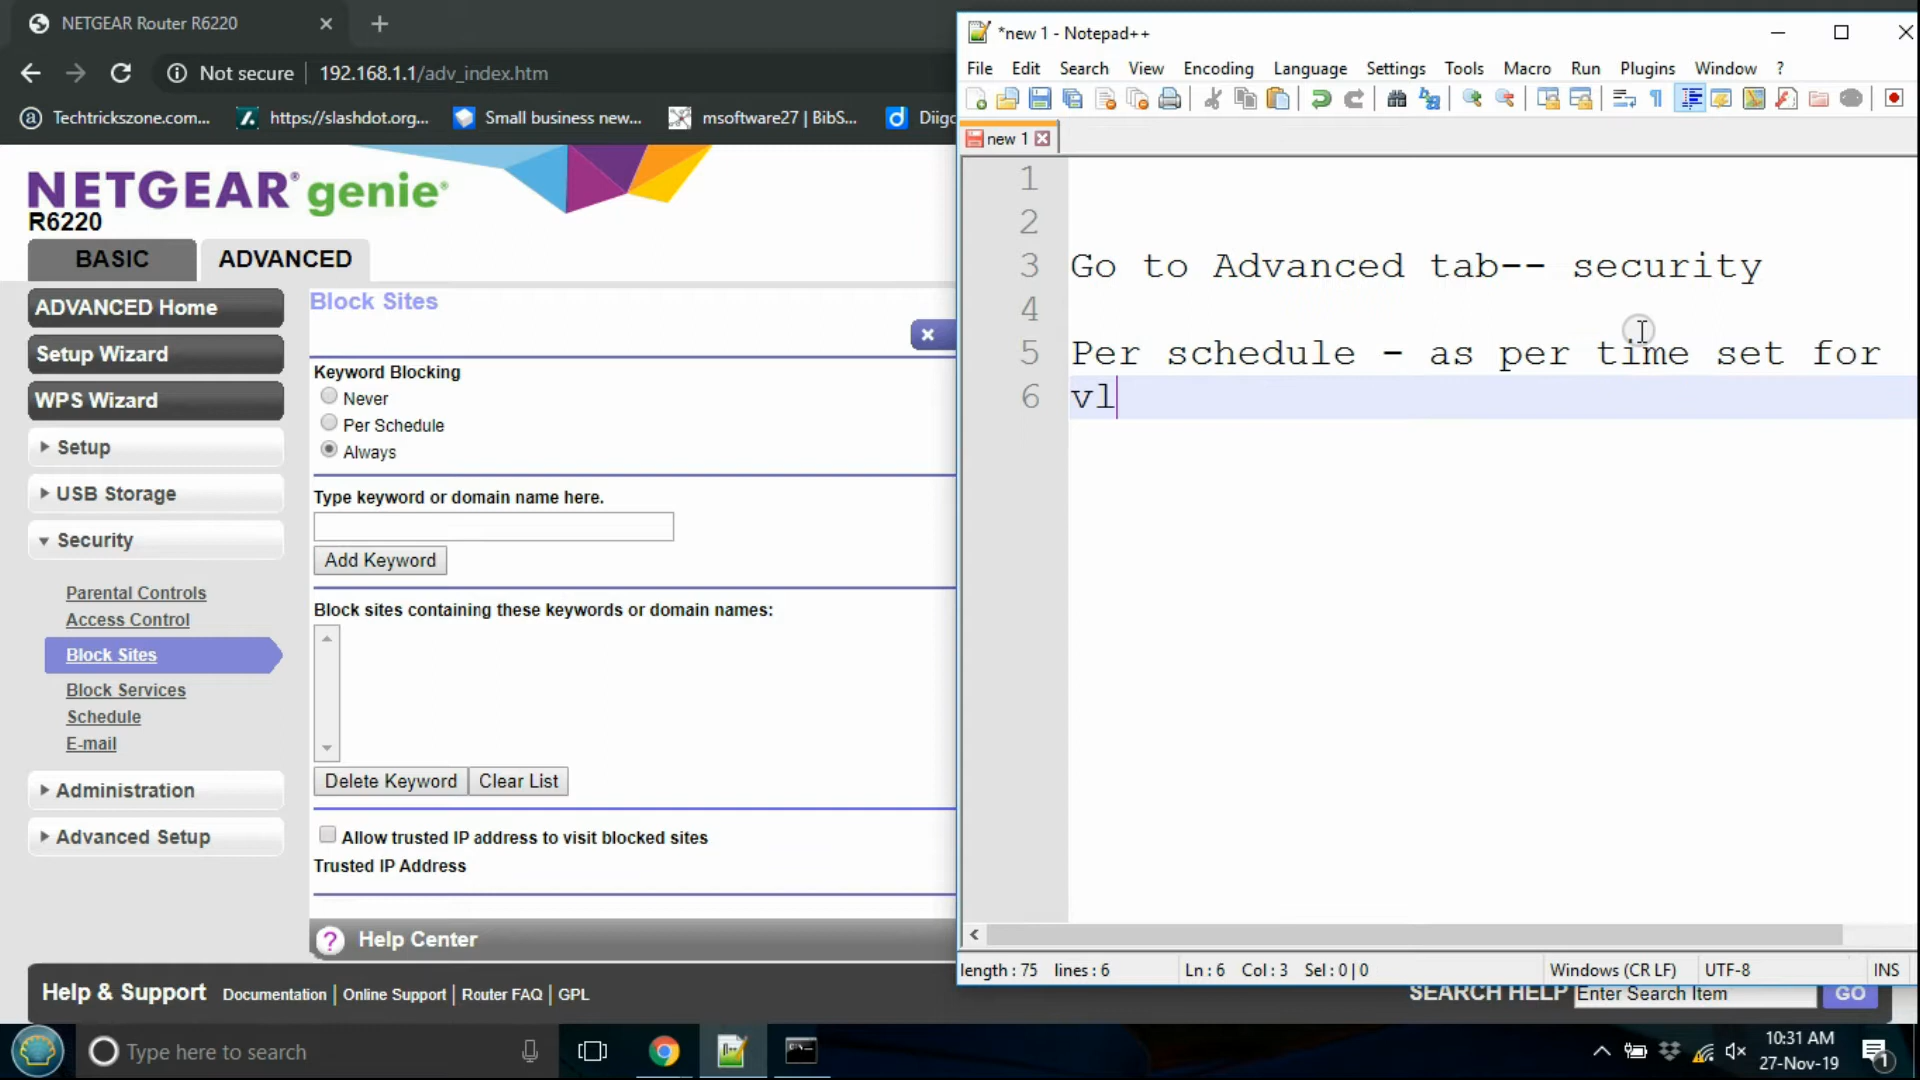 NETGEAR Router R6220
Not secure 192.168.1.1/adv_index.htm
Techtrickszone.com... https://slashdot.org... Small business new... msoftware27 | BibS... Diig
NETGEAR® genie®
R6220
BASIC ADVANCED
ADVANCED Home
Setup Wizard
WPS Wizard
Setup
USB Storage
Security
Parental Controls
Access Control
Block Sites
Block Services
Schedule
E-mail
Administration
Advanced Setup
Block Sites
Keyword Blocking
Never
Per Schedule
Always
Type keyword or domain name here.
Add Keyword
Block sites containing these keywords or domain names:
Delete Keyword Clear List
Allow trusted IP address to visit blocked sites
Trusted IP Address
Help Center
Help & Support Documentation | Online Support | Router FAQ | GPL
SEARCH HELP Enter Search Item GO
*new 1 - Notepad++
File Edit Search View Encoding Language Settings Tools Macro Run Plugins Window ?
new 1
1
2
3 Go to Advanced tab-- security
4
5 Per schedule - as per time set for
6 vl
length : 75 lines : 6 Ln : 6 Col : 3 Sel : 0 | 0 Windows (CR LF) UTF-8 INS
Type here to search
10:31 AM
27-Nov-19
1